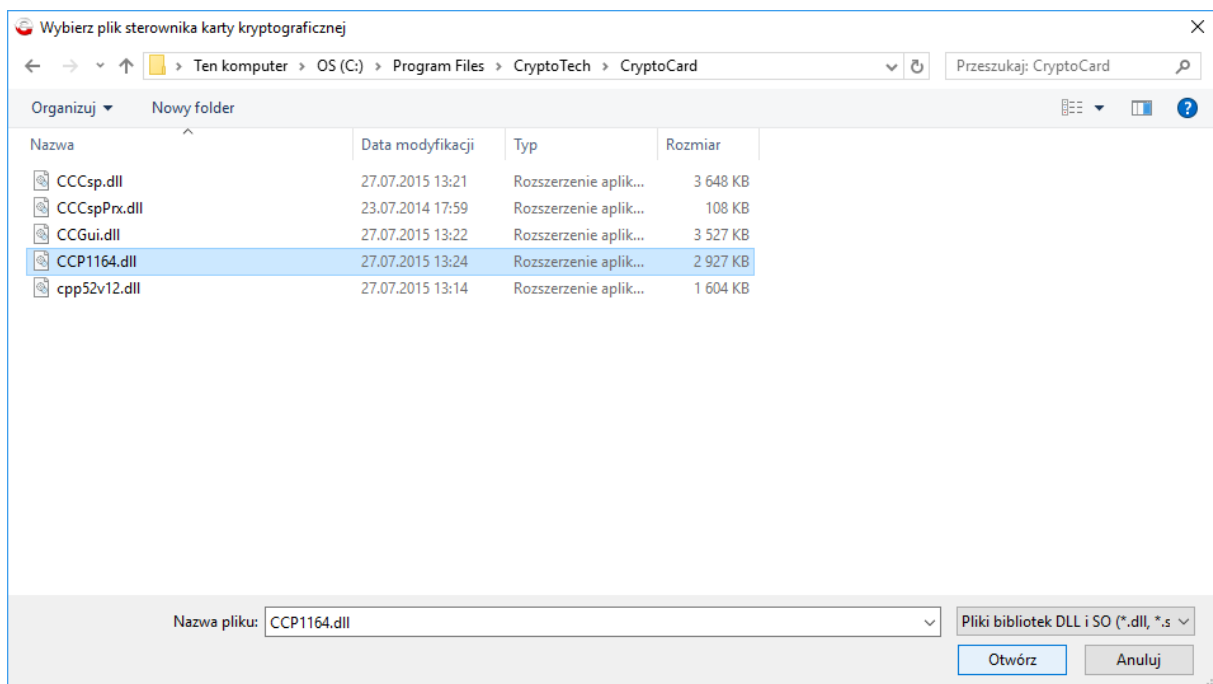 Wybierz plik sterownika karty kryptograficznej
Ten komputer > OS (C:) > Program Files > CryptoTech > CryptoCard
Przeszukaj: CryptoCard
Organizuj Nowy folder
Nazwa Data modyfikacji Typ Rozmiar
CCCsp.dll 27.07.2015 13:21 Rozszerzenie aplik... 3 648 KB
CCCspPrx.dll 23.07.2014 17:59 Rozszerzenie aplik... 108 KB
CCGui.dll 27.07.2015 13:22 Rozszerzenie aplik... 3 527 KB
CCP1164.dll 27.07.2015 13:24 Rozszerzenie aplik... 2 927 KB
cpp52v12.dll 27.07.2015 13:14 Rozszerzenie aplik... 1 604 KB
Nazwa pliku: CCP1164.dll Pliki bibliotek DLL i SO (*.dll, *.s
Otwórz Anuluj